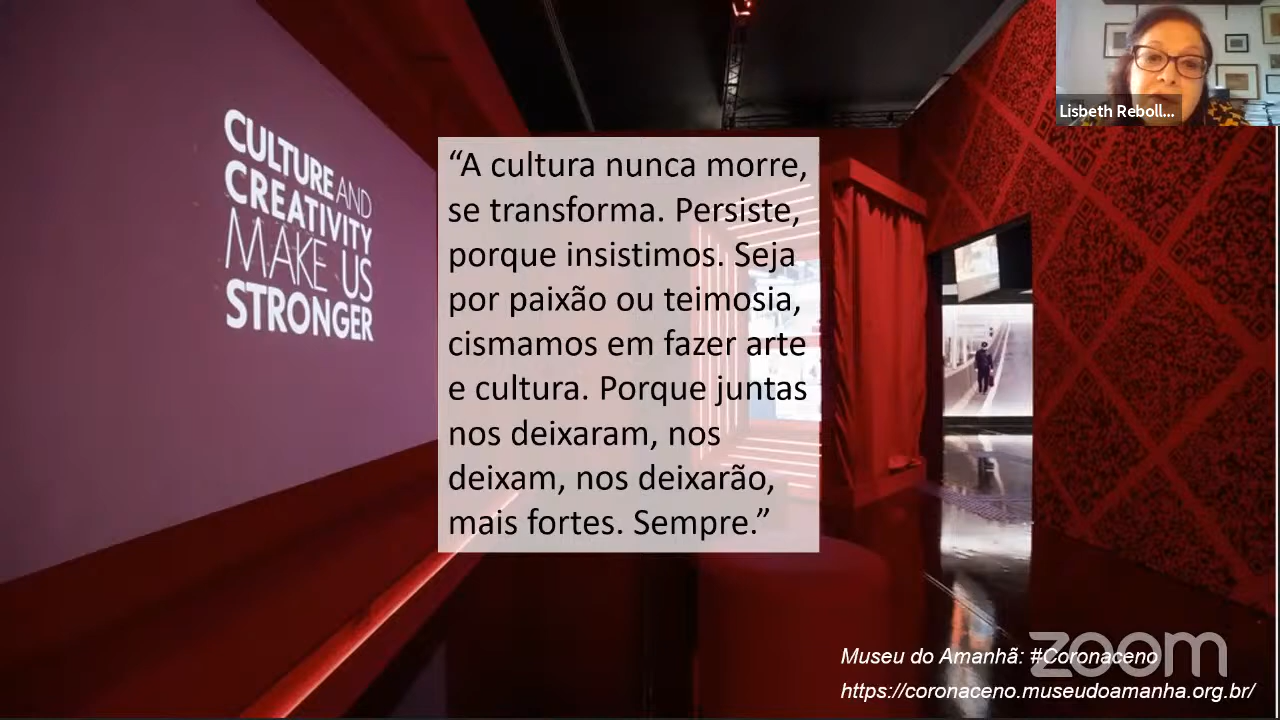 CULTURE AND
CREATIVITY
MAKE US
STRONGER
“A cultura nunca morre,
se transforma. Persiste,
porque insistimos. Seja
por paixão ou teimosia,
cismamos em fazer arte
e cultura. Porque juntas
nos deixaram, nos
deixam, nos deixarão,
mais fortes. Sempre.”
Lisbeth Reboll...
zoom
Museu do Amanhã: #Coronaceno
https://coronaceno.museudoamanha.org.br/